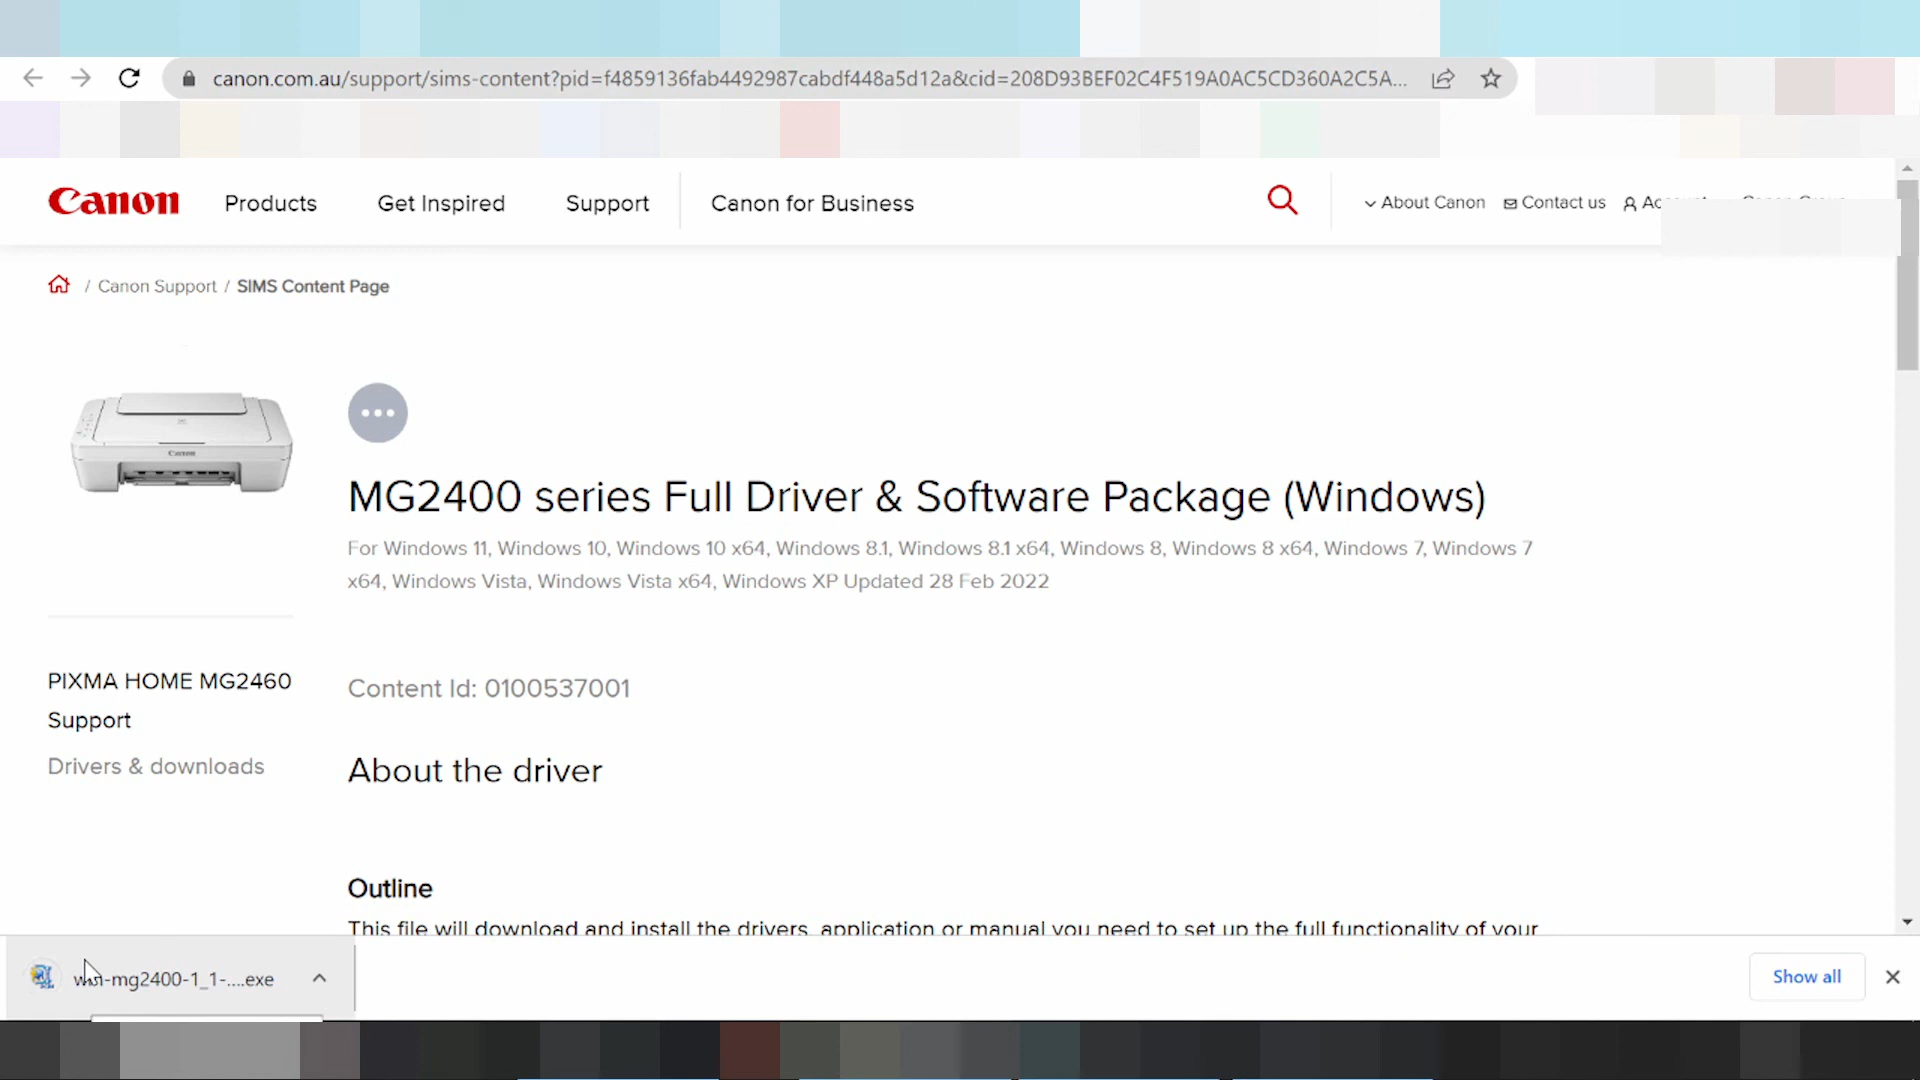 canon.com.au/support/sims-content?pid=f4859136fab4492987cabdf448a5d12a&cid=208D93BEF02C4F519A0AC5CD360A2C5A...
Canon Products Get Inspired Support Canon for Business About Canon Contact us
/ Canon Support / SIMS Content Page
Canon
MG2400 series Full Driver & Software Package (Windows)
For Windows 11, Windows 10, Windows 10 x64, Windows 8.1, Windows 8.1 x64, Windows 8, Windows 8 x64, Windows 7, Windows 7
x64, Windows Vista, Windows Vista x64, Windows XP Updated 28 Feb 2022
PIXMA HOME MG2460
Support
Drivers & downloads
Content Id: 0100537001
About the driver
Outline
This file will download and install the drivers, application or manual you need to set up the full functionality of your
win-mg2400-1_1-....exe
Show all